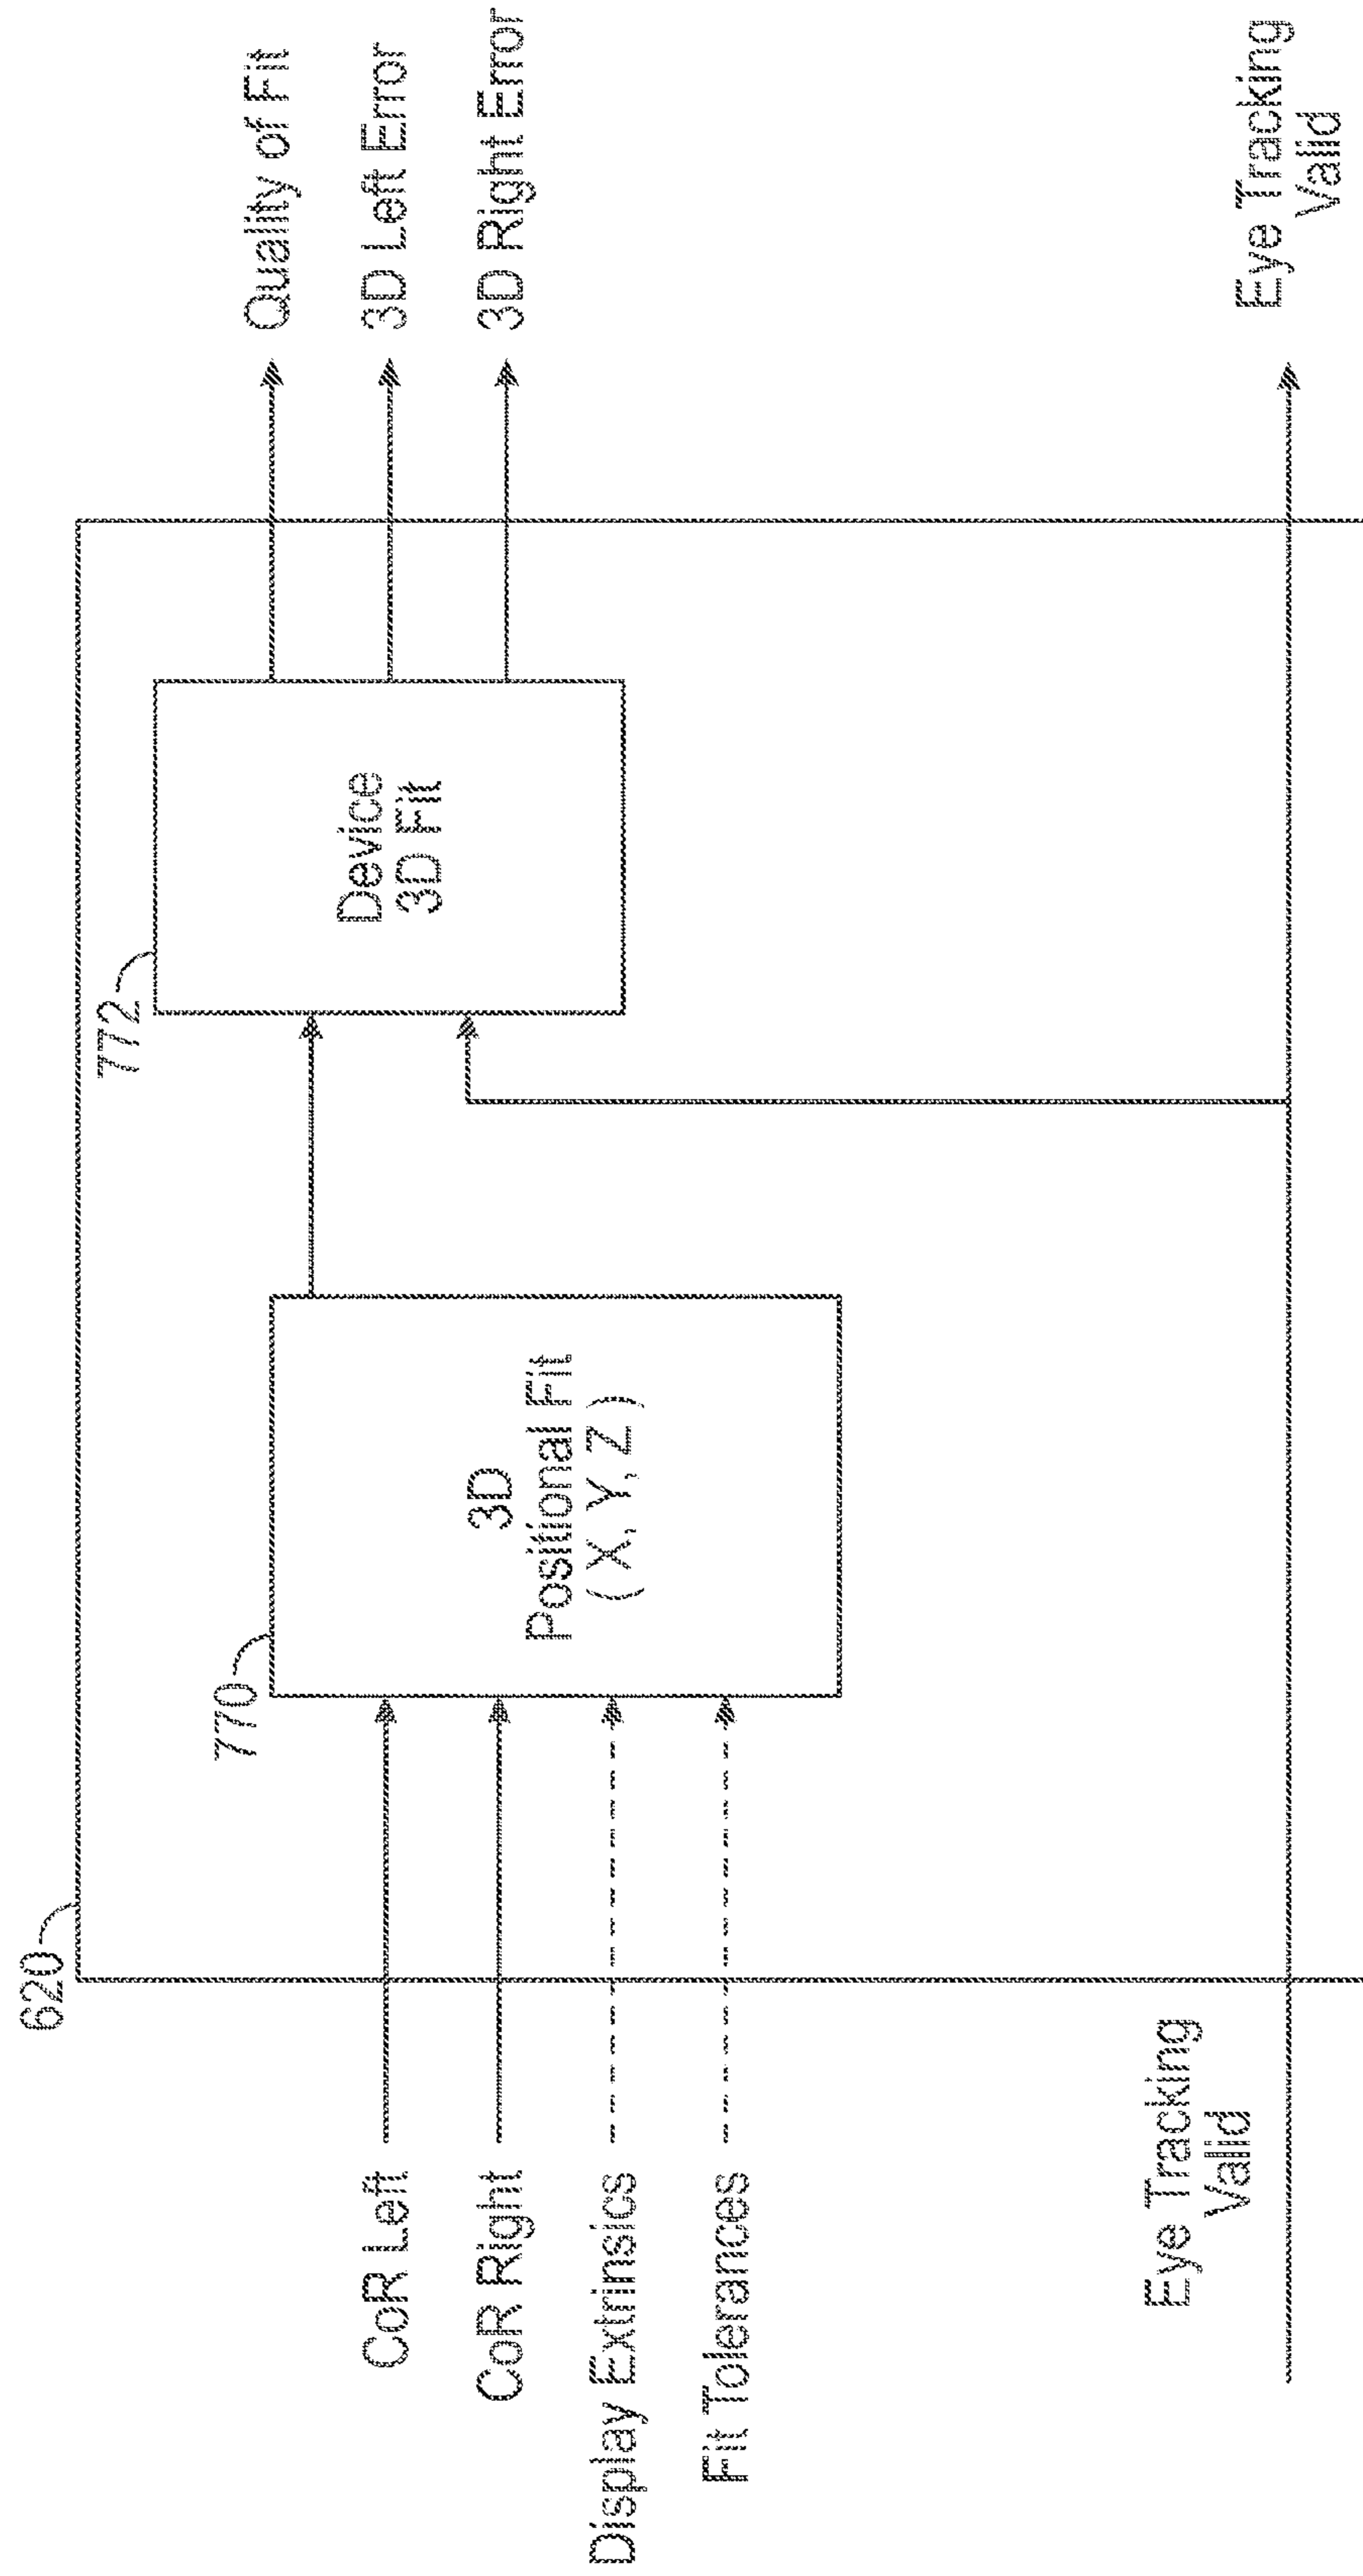 620
CoR Left
CoR Right
Display Extrinsics
Fit Tolerances
Eye Tracking
Valid
770
3D
Positional Fit
( X, Y, Z )
772
Device
3D Fit
Quality of Fit
3D Left Error
3D Right Error
Eye Tracking
Valid